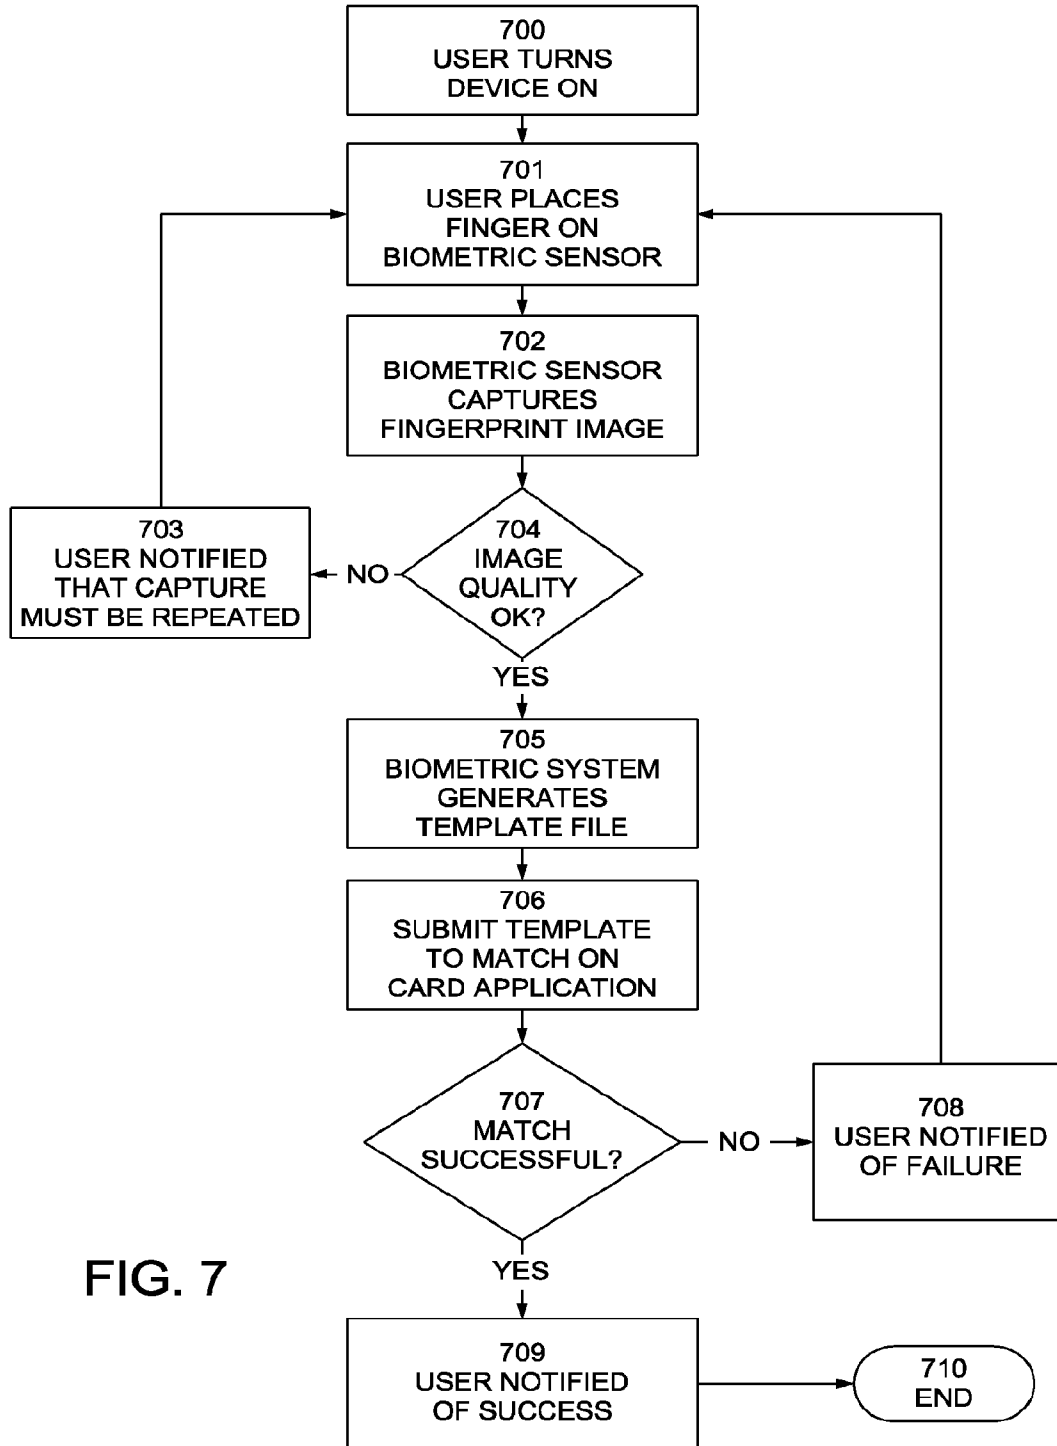 700
USER TURNS
DEVICE ON
701
USER PLACES
FINGER ON
BIOMETRIC SENSOR
702
BIOMETRIC SENSOR
CAPTURES
FINGERPRINT IMAGE
703
USER NOTIFIED
THAT CAPTURE
MUST BE REPEATED
NO
704
IMAGE
QUALITY
OK?
YES
705
BIOMETRIC SYSTEM
GENERATES
TEMPLATE FILE
706
SUBMIT TEMPLATE
TO MATCH ON
CARD APPLICATION
707
MATCH
SUCCESSFUL?
NO
708
USER NOTIFIED
OF FAILURE
YES
FIG. 7
709
USER NOTIFIED
OF SUCCESS
710
END